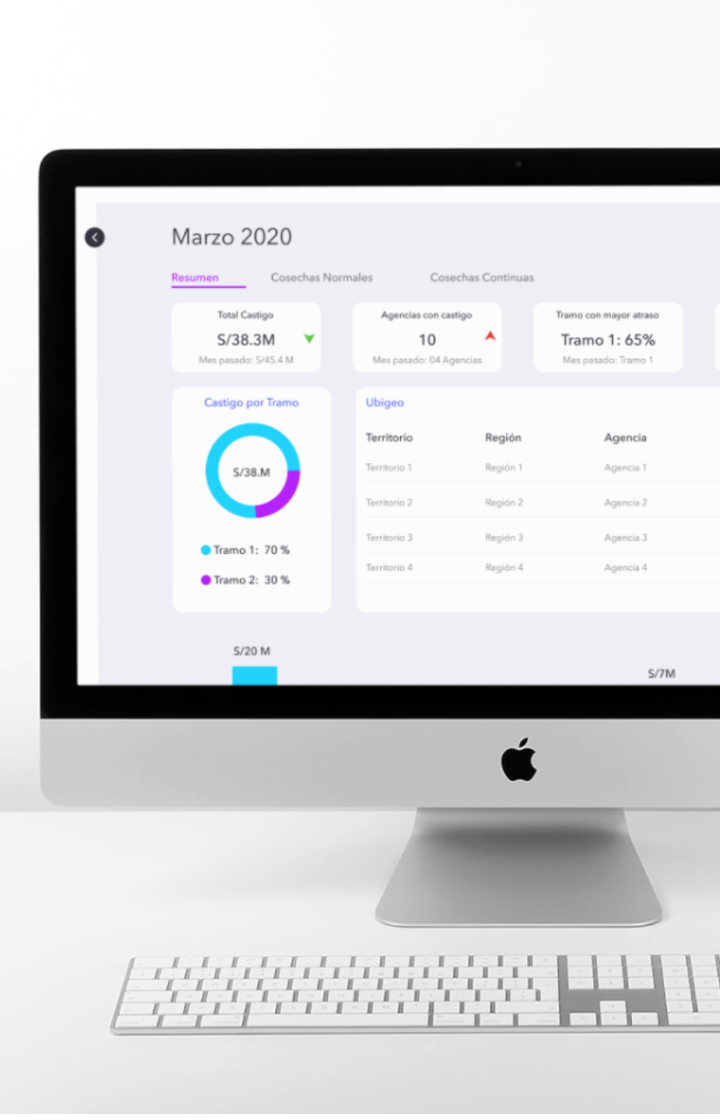 Marzo 2020
Resumen Cosechas Normales Cosechas Continuas
Total Castigo
S/38.3M
Mes pasado: S/45.4 M
Agencias con castigo
10
Mes pasado: 04 Agencias
Tramo con mayor atraso
Tramo 1: 65%
Mes pasado: Tramo 1
Castigo por Tramo
S/38.M
Tramo 1: 70 %
Tramo 2: 30 %
Ubigeo
Territorio Región Agencia
Territorio 1 Región 1 Agencia 1
Territorio 2 Región 2 Agencia 2
Territorio 3 Región 3 Agencia 3
Territorio 4 Región 4 Agencia 4
S/20 M
S/7M